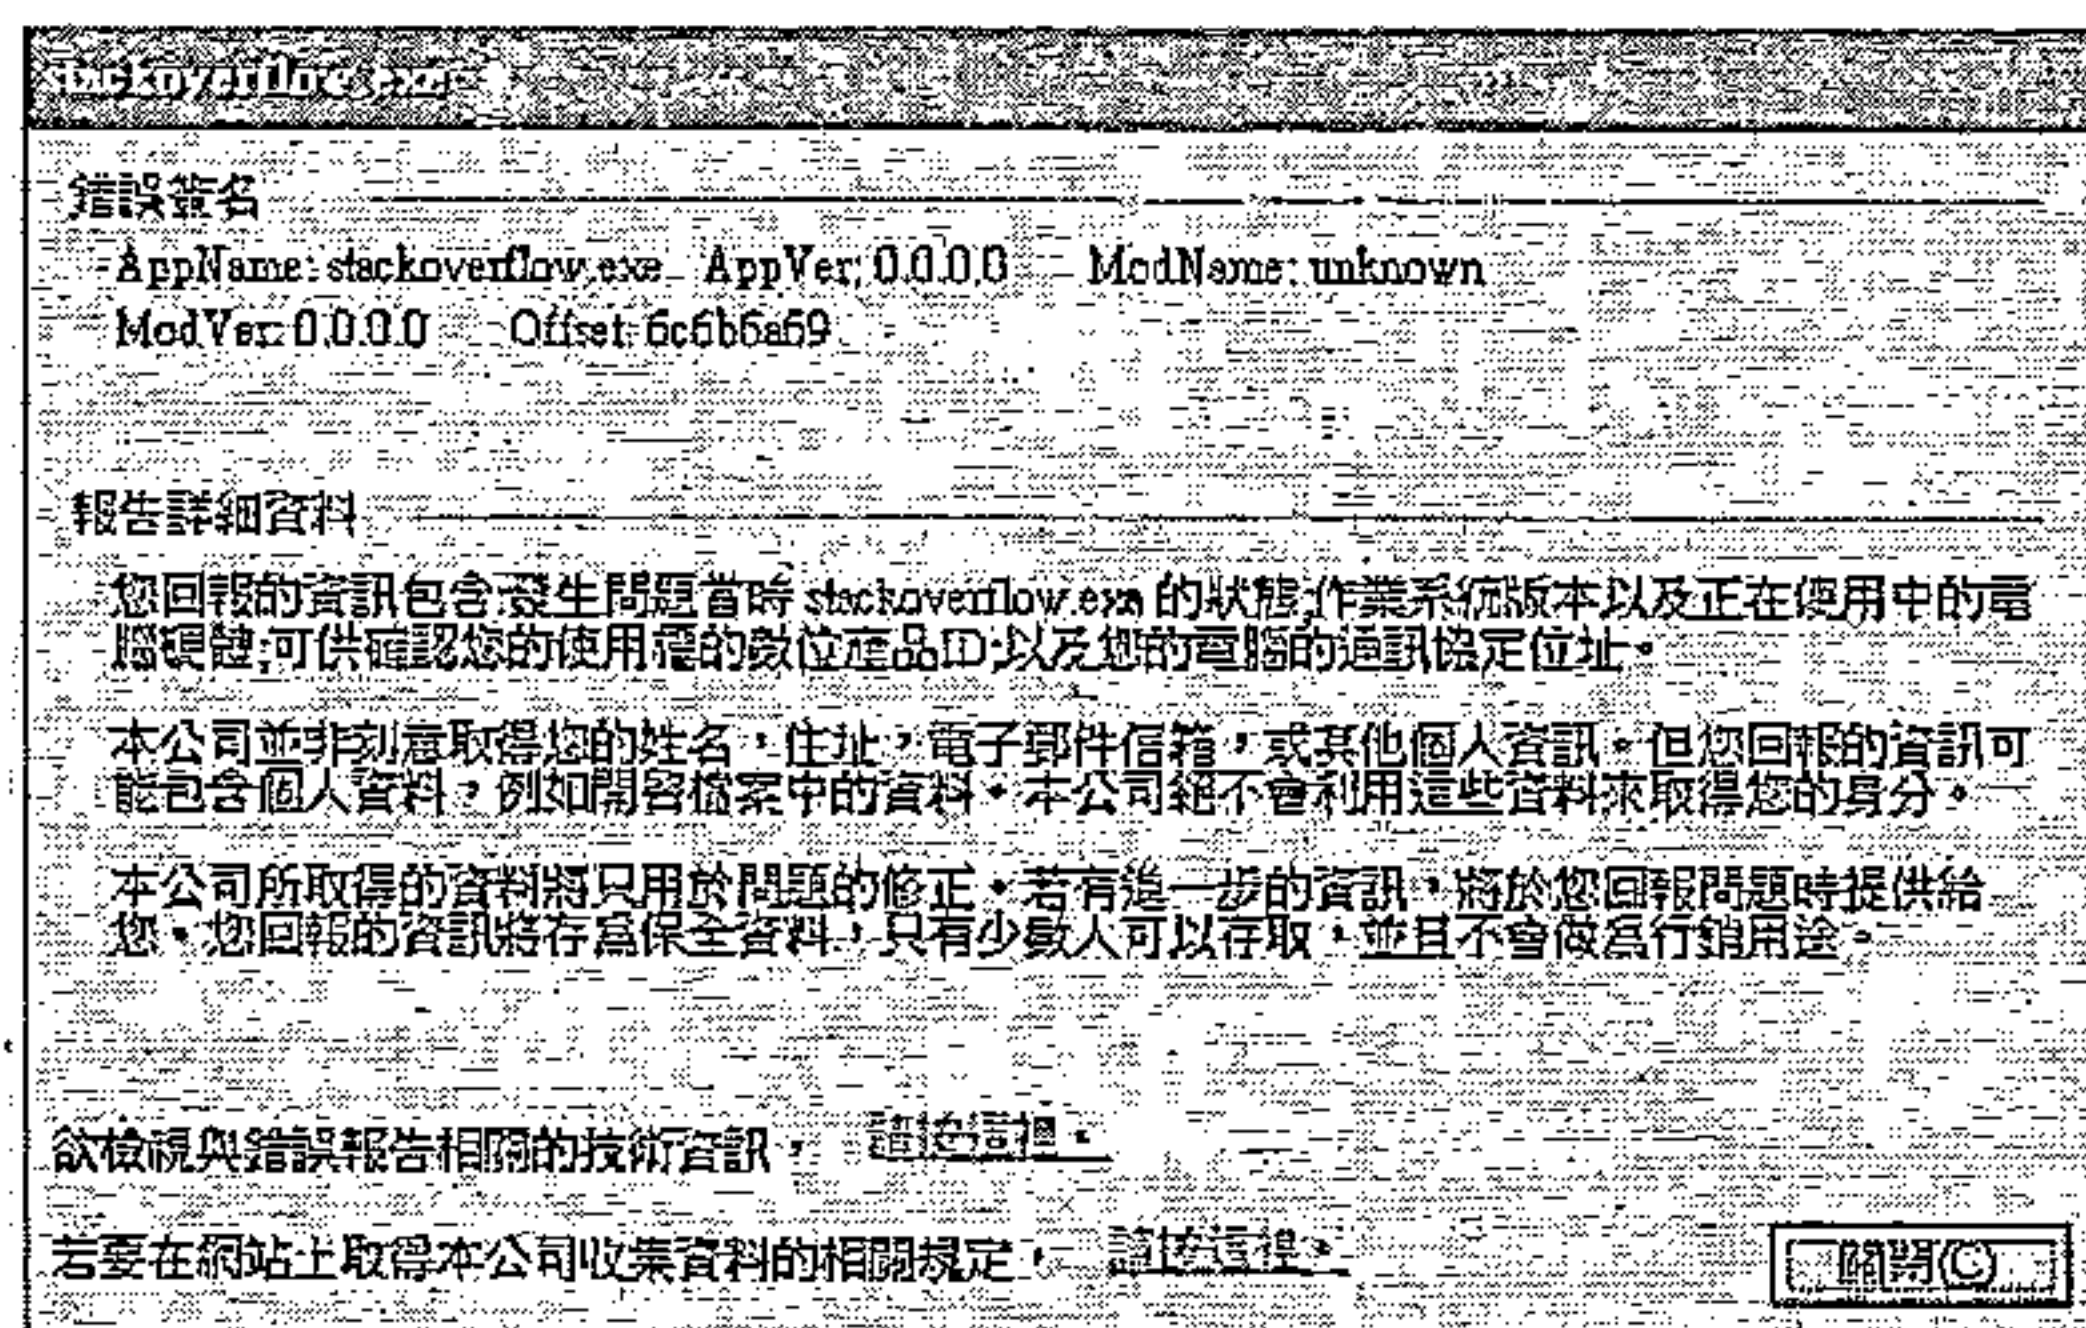 stackoverflow.exe
錯誤簽名
AppName: stackoverflow.exe AppVer: 0.0.0.0 ModName: unknown
ModVer: 0.0.0.0 Offset: 6c6b6a69
報告詳細資料
您回報的資訊包含:發生問題當時 stackoverflow.exe 的狀態;作業系統版本以及正在使用中的電
腦硬體;可供確認您的使用權的數位產品ID;以及您的電腦的通訊協定位址。
本公司並非刻意取得您的姓名，住址，電子郵件信箱，或其他個人資訊。但您回報的資訊可
能包含個人資料，例如開啓檔案中的資料。本公司絕不會利用這些資料來取得您的身分。
本公司所取得的資料將只用於問題的修正。若有進一步的資訊，將於您回報問題時提供給
您。您回報的資訊將存為保全資料，只有少數人可以存取，並且不會做為行銷用途。
欲檢視與錯誤報告相關的技術資訊， 請按這裡。
若要在網站上取得本公司收集資料的相關規定， 請按這裡。
關閉(C)